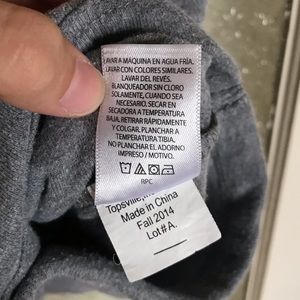 LAVAR A MÁQUINA EN AGUA FRÍA.
LAVAR CON COLORES SIMILARES.
LAVAR DEL REVÉS.
BLANQUEADOR SIN CLORO
SOLAMENTE, CUANDO SEA
NECESARIO. SECAR EN
SECADORA A TEMPERATURA
BAJA, RETIRAR RÁPIDAMENTE
Y COLGAR. PLANCHAR A
TEMPERATURA TIBIA.
NO PLANCHAR EL ADORNO
IMPRESO / MOTIVO.
RPC
Topsville,
Made in China
Fall 2014
Lot#A.